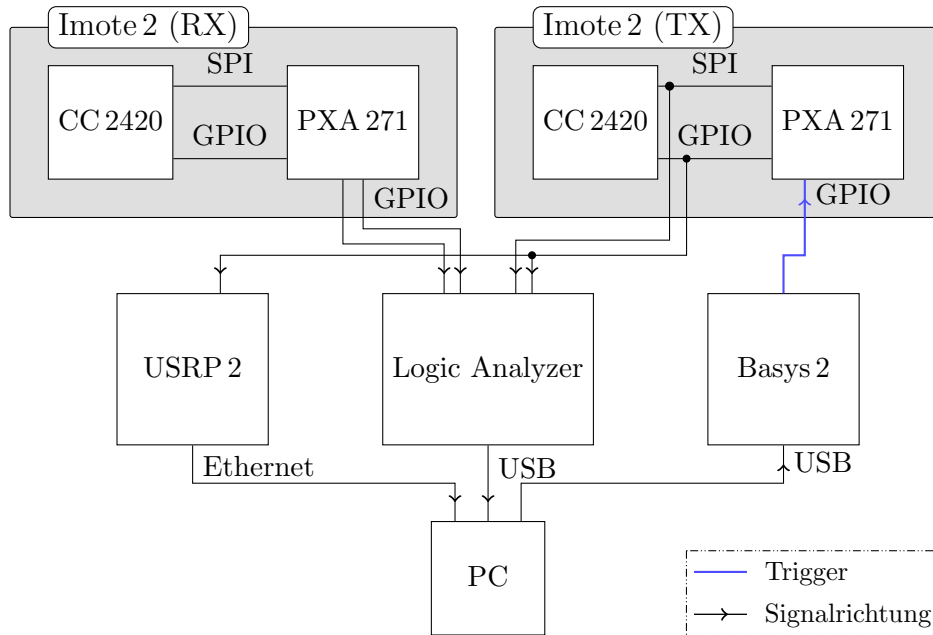 Imote 2 (RX)
Imote 2 (TX)
SPI
SPI
CC 2420
PXA 271
CC 2420
PXA 271
GPIO
GPIO
GPIO
GPIO
USRP 2
Logic Analyzer
Basys 2
Ethernet
USB
USB
PC
Trigger
Signalrichtung